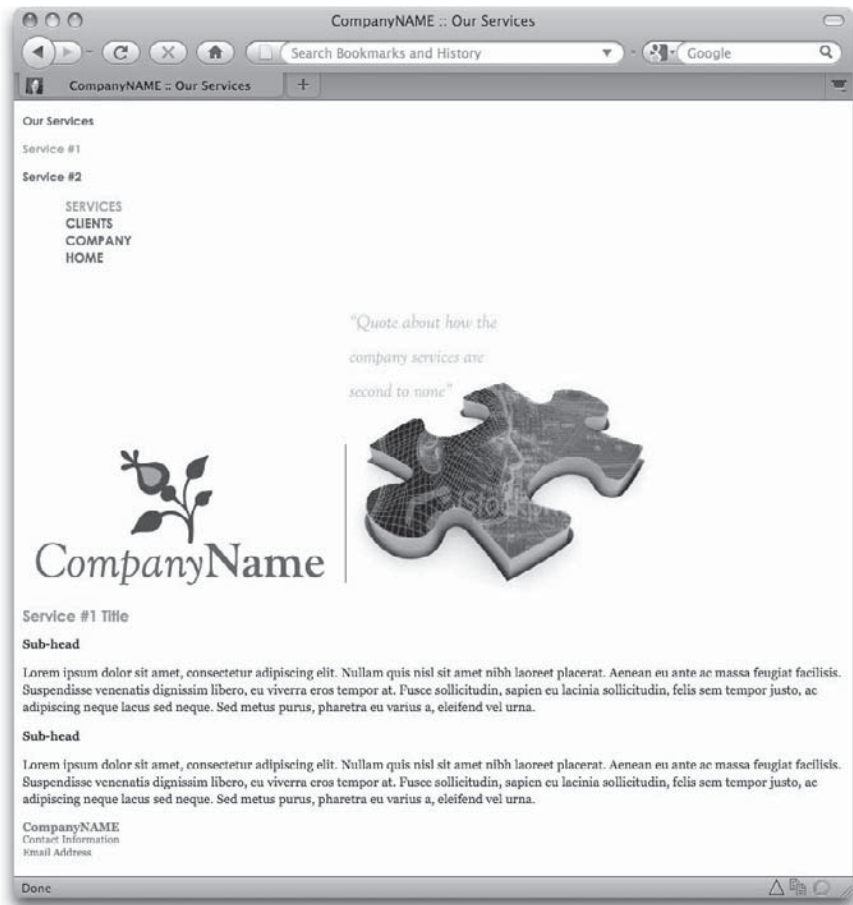 CompanyNAME :: Our Services
Search Bookmarks and History
Google
CompanyNAME :: Our Services
Our Services
Service #1
Service #2
SERVICES
CLIENTS
COMPANY
HOME
"Quote about how the
company services are
second to none"
CompanyName
Service #1 Title
Sub-head
Lorem ipsum dolor sit amet, consectetur adipiscing elit. Nullam quis nisl sit amet nibh laoreet placerat. Aenean eu ante ac massa feugiat facilisis.
Suspendisse venenatis dignissim libero, eu viverra eros tempor at. Fusce sollicitudin, sapien eu lacinia sollicitudin, felis sem tempor justo, ac
adipiscing neque lacus sed neque. Sed metus purus, pharetra eu varius a, eleifend vel urna.
Sub-head
Lorem ipsum dolor sit amet, consectetur adipiscing elit. Nullam quis nisl sit amet nibh laoreet placerat. Aenean eu ante ac massa feugiat facilisis.
Suspendisse venenatis dignissim libero, eu viverra eros tempor at. Fusce sollicitudin, sapien eu lacinia sollicitudin, felis sem tempor justo, ac
adipiscing neque lacus sed neque. Sed metus purus, pharetra eu varius a, eleifend vel urna.
CompanyNAME
Contact Information
Email Address
Done